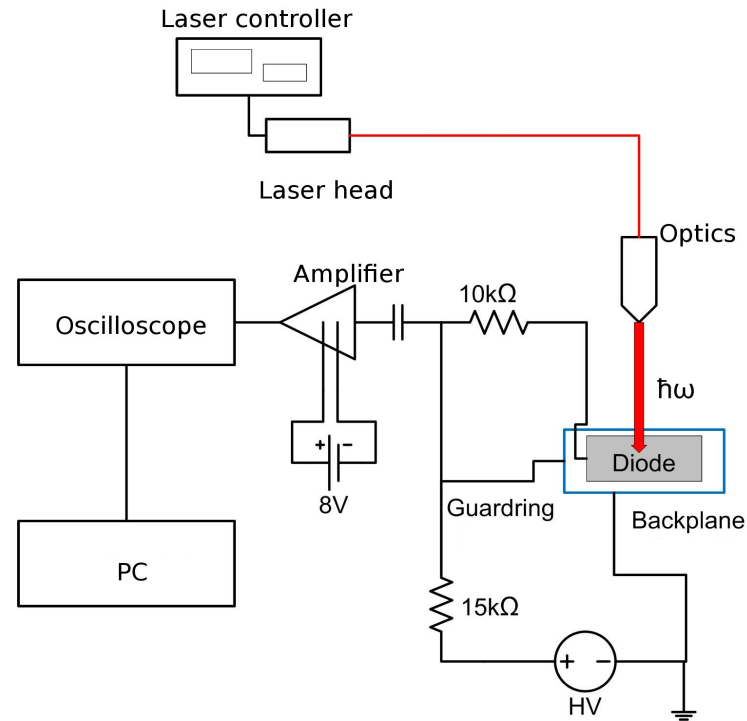 Laser controller
Laser head
Optics
Amplifier
10kΩ
Oscilloscope
ħω
+ −
8V
Diode
Guardring
Backplane
PC
15kΩ
+ −
HV